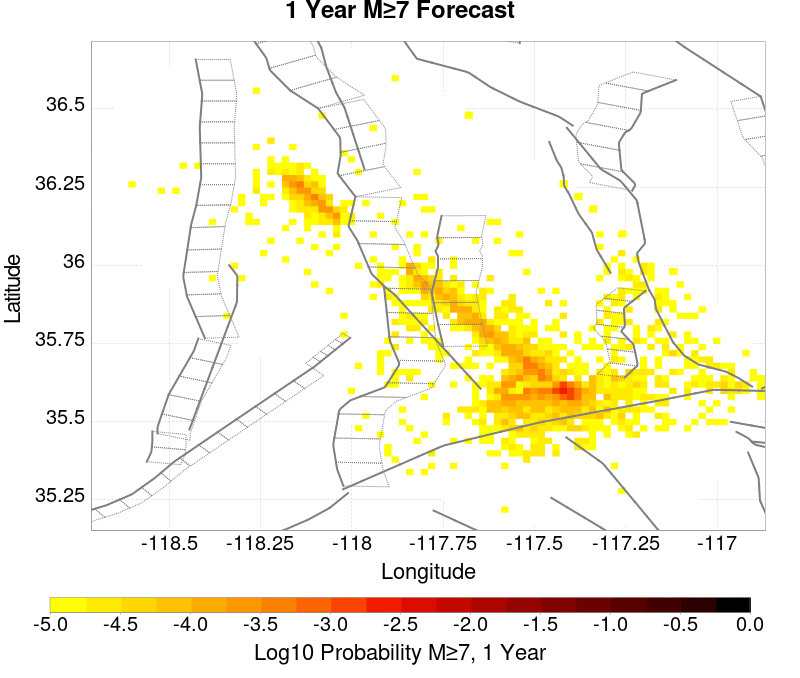 1 Year M≥7 Forecast
Latitude
36.5
36.25
36
35.75
35.5
35.25
-118.5 -118.25 -118 -117.75 -117.5 -117.25 -117
Longitude
-5.0 -4.5 -4.0 -3.5 -3.0 -2.5 -2.0 -1.5 -1.0 -0.5 0.0
Log10 Probability M≥7, 1 Year